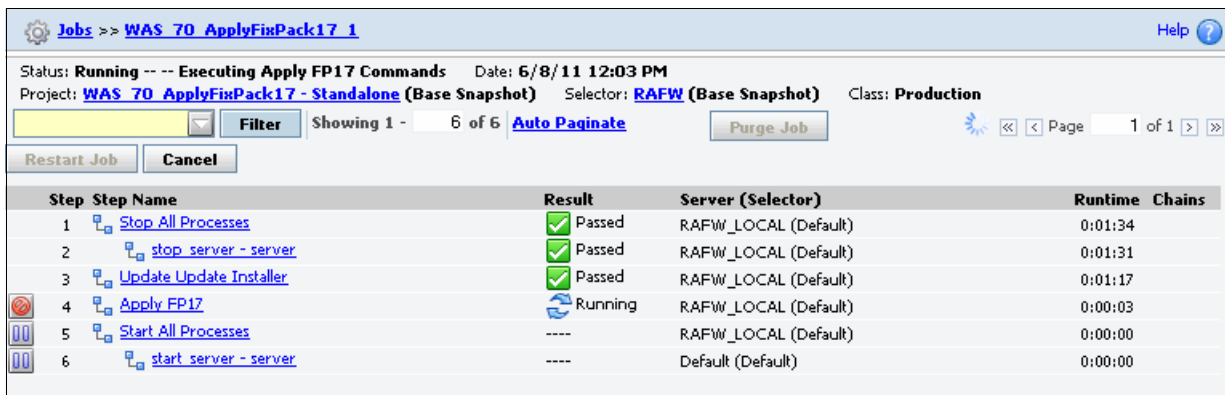 Jobs >> WAS_70_ApplyFixPack17_1 Help ?
Status: Running -- -- Executing Apply FP17 Commands Date: 6/8/11 12:03 PM
Project: WAS_70_ApplyFixPack17 - Standalone (Base Snapshot) Selector: RAFW (Base Snapshot) Class: Production
Filter Showing 1 - 6 of 6 Auto Paginate Purge Job Page 1 of 1
Restart Job Cancel
Step Step Name Result Server (Selector) Runtime Chains
1 Stop All Processes Passed RAFW_LOCAL (Default) 0:01:34
2 stop_server - server Passed RAFW_LOCAL (Default) 0:01:31
3 Update Update Installer Passed RAFW_LOCAL (Default) 0:01:17
4 Apply FP17 Running RAFW_LOCAL (Default) 0:00:03
5 Start All Processes ---- RAFW_LOCAL (Default) 0:00:00
6 start_server - server ---- Default (Default) 0:00:00